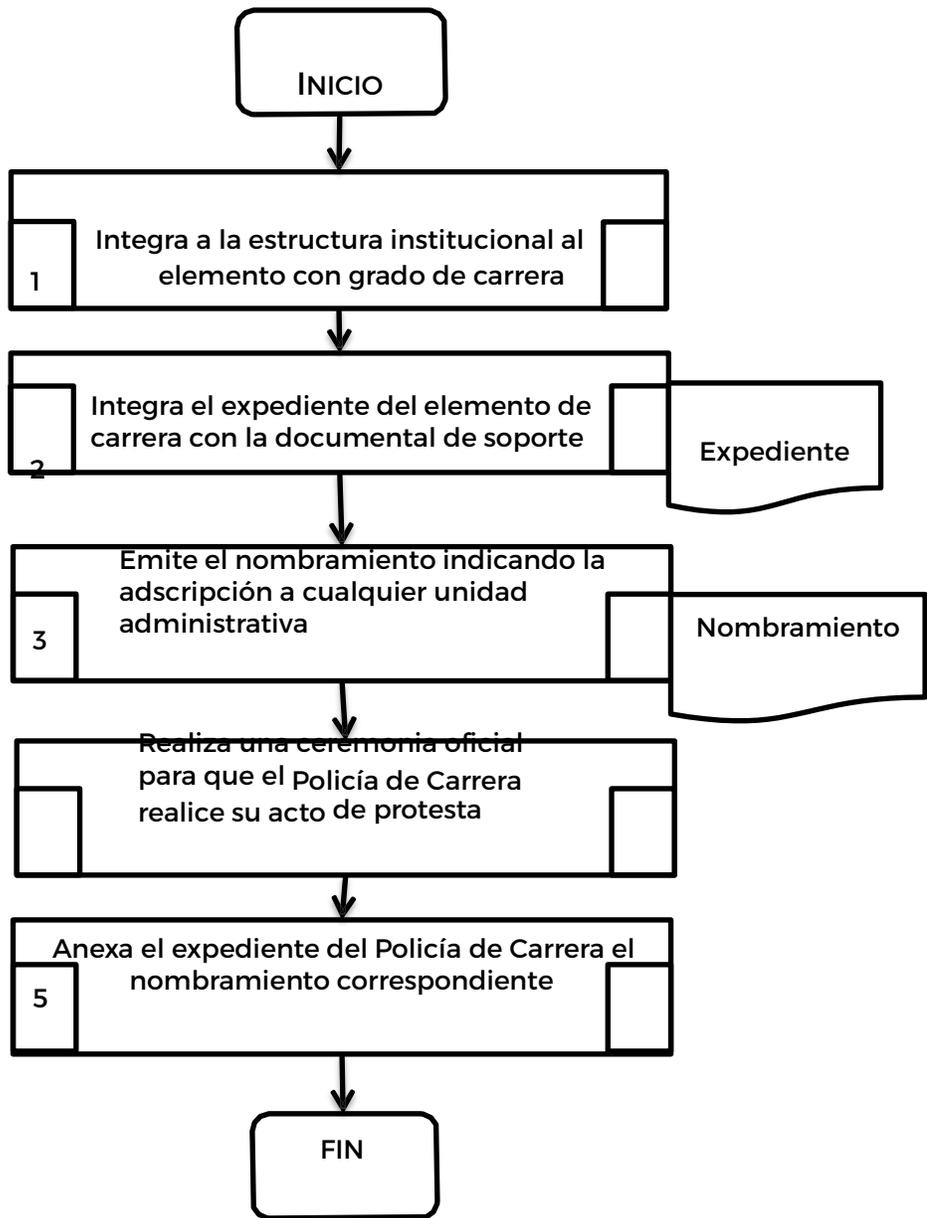 INICIO
Integra a la estructura institucional al
elemento con grado de carrera
1
Integra el expediente del elemento de
carrera con la documental de soporte
2
Expediente
Emite el nombramiento indicando la
adscripción a cualquier unidad
administrativa
3
Nombramiento
Realiza una ceremonia oficial
para que el Policía de Carrera
realice su acto de protesta
Anexa el expediente del Policía de Carrera el
nombramiento correspondiente
5
FIN